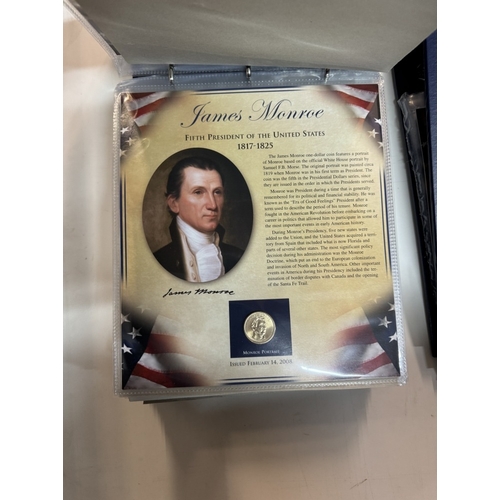 James Monroe
FIFTH PRESIDENT OF THE UNITED STATES
1817-1825
The James Monroe one-dollar coin features a portrait
of Monroe based on the official White House portrait by
Samuel F.B. Morse. The original portrait was painted circa
1819 when Monroe was in his first term as President. The
coin was the fifth in the Presidential Dollar series, since
they are issued in the order in which the Presidents served.
Monroe was President during a time that is generally
remembered for its political and financial stability. He was
known as the "Era of Good Feelings" President after a
term used to describe the period of his tenure. Monroe
fought in the American Revolution before embarking on a
career in politics that allowed him to participate in some of
the most important events in early American history.
During Monroe's Presidency, five new states were
added to the Union, and the United States acquired a terri-
tory from Spain that included what is now Florida and
parts of several other states. The most significant policy
decision during his administration was the Monroe
Doctrine, which put an end to the European colonization
and invasion of North and South America. Other important
events in America during his Presidency included the res-
toration of border disputes with Canada and the opening
of the Santa Fe Trail.
James Monroe
MONROE PORTRAIT
ISSUED FEBRUARY 14, 2008